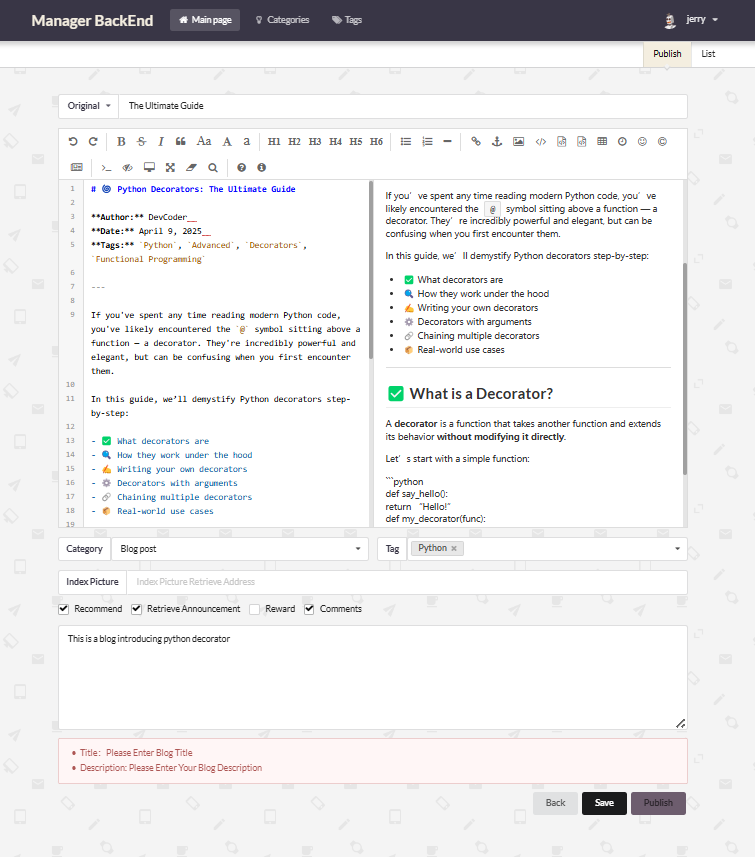 Manager BackEnd Main page Categories Tags jerry
Publish List
Original The Ultimate Guide
B S I Aa A a H1 H2 H3 H4 H5 H6
1 # 🌀 Python Decorators: The Ultimate Guide
2
3 **Author:** DevCoder__
4 **Date:** April 9, 2025__
5 **Tags:** `Python`, `Advanced`, `Decorators`,
`Functional Programming`
6
7 ---
8
9 If you've spent any time reading modern Python code,
you've likely encountered the `@` symbol sitting above a
function — a decorator. They're incredibly powerful and
elegant, but can be confusing when you first encounter
them.
10
11 In this guide, we'll demystify Python decorators step-
by-step:
12
13 - ✅ What decorators are
14 - 🔍 How they work under the hood
15 - ✍️ Writing your own decorators
16 - ⚙️ Decorators with arguments
17 - 🔗 Chaining multiple decorators
18 - 📦 Real-world use cases
19
If you' ve spent any time reading modern Python code, you' ve
likely encountered the @ symbol sitting above a function — a
decorator. They' re incredibly powerful and elegant, but can be
confusing when you first encounter them.
In this guide, we' ll demystify Python decorators step-by-step:
• ✅ What decorators are
• 🔍 How they work under the hood
• ✍️ Writing your own decorators
• ⚙️ Decorators with arguments
• 🔗 Chaining multiple decorators
• 📦 Real-world use cases
✅ What is a Decorator?
A decorator is a function that takes another function and extends
its behavior without modifying it directly.
Let' s start with a simple function:
```python
def say_hello():
return "Hello!"
def my_decorator(func):
Category Blog post Tag Python ×
Index Picture Index Picture Retrieve Address
Recommend Retrieve Announcement Reward Comments
This is a blog introducing python decorator
• Title: Please Enter Blog Title
• Description: Please Enter Your Blog Description
Back Save Publish